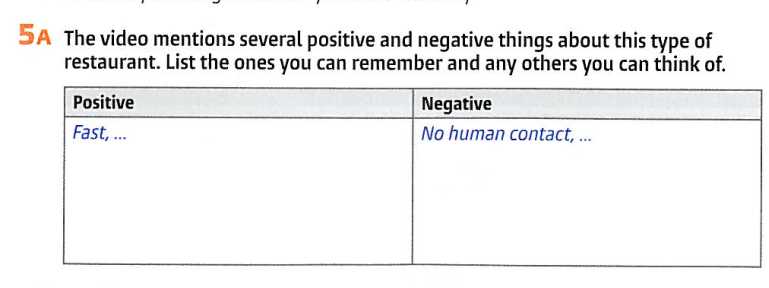 5A The video mentions several positive and negative things about this type of
restaurant. List the ones you can remember and any others you can think of.
Positive
Negative
Fast, ...
No human contact, ...